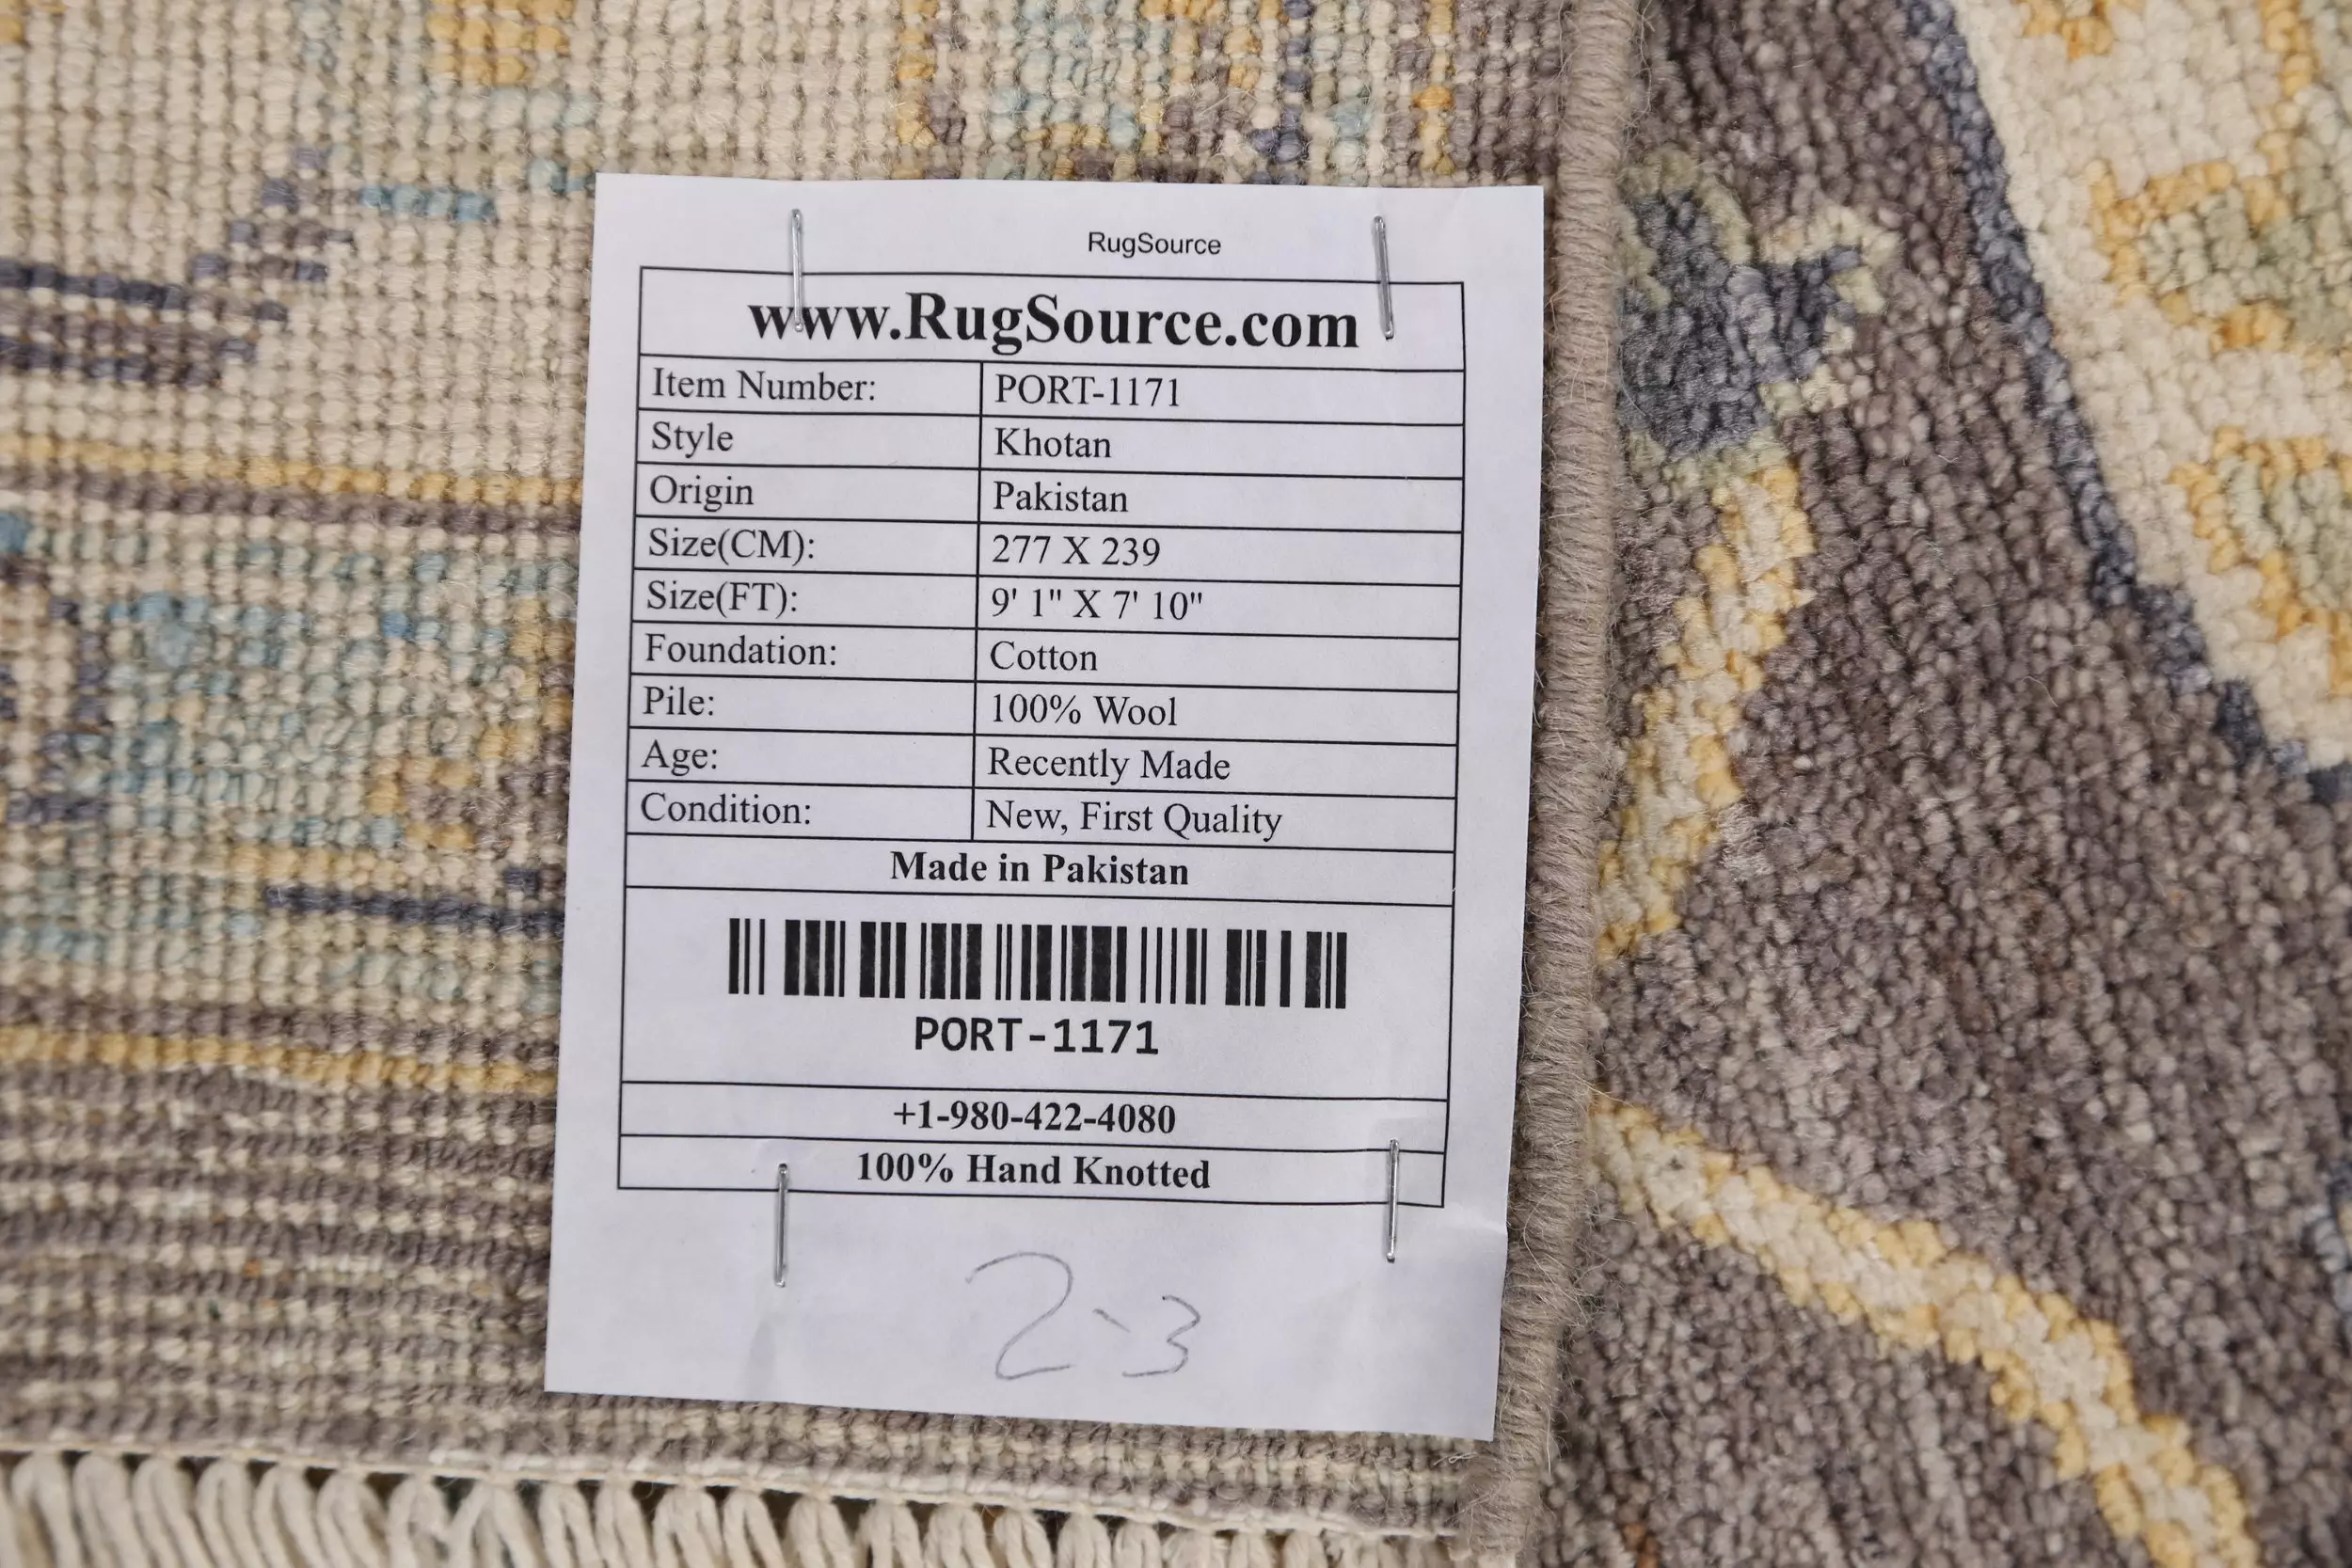 RugSource
www.RugSource.com
Item Number: PORT-1171
Style Khotan
Origin Pakistan
Size(CM): 277 X 239
Size(FT): 9' 1" X 7' 10"
Foundation: Cotton
Pile: 100% Wool
Age: Recently Made
Condition: New, First Quality
Made in Pakistan
PORT-1171
+1-980-422-4080
100% Hand Knotted
2-3